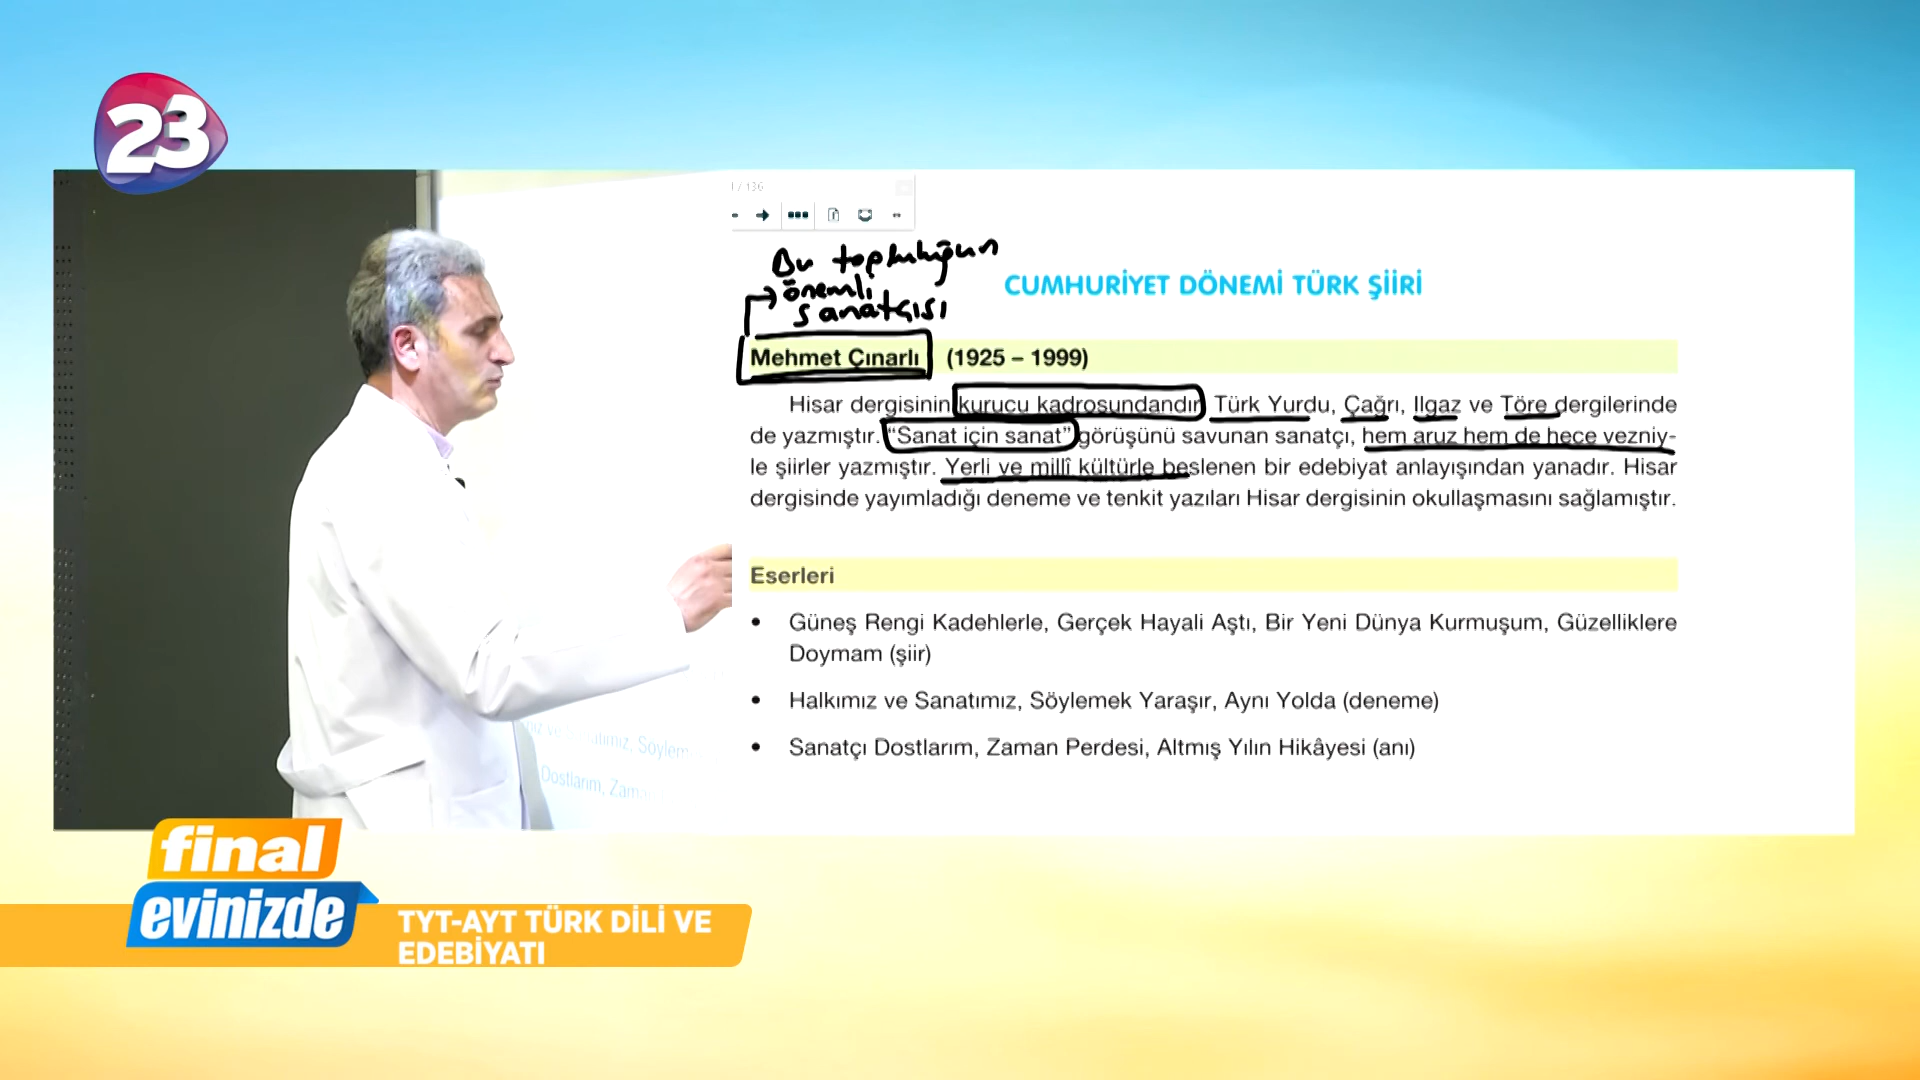 23
1 / 136
Bu topluluğun
önemli
sanatçısı
CUMHURİYET DÖNEMİ TÜRK ŞİİRİ
Mehmet Çınarlı (1925 – 1999)
Hisar dergisinin kurucu kadrosundandır. Türk Yurdu, Çağrı, Ilgaz ve Töre dergilerinde
de yazmıştır. “Sanat için sanat” görüşünü savunan sanatçı, hem aruz hem de hece vezniy-
le şiirler yazmıştır. Yerli ve millî kültürle beslenen bir edebiyat anlayışından yanadır. Hisar
dergisinde yayımladığı deneme ve tenkit yazıları Hisar dergisinin okullaşmasını sağlamıştır.
Eserleri
• Güneş Rengi Kadehlerle, Gerçek Hayali Aştı, Bir Yeni Dünya Kurmuşum, Güzelliklere
Doymam (şiir)
• Halkımız ve Sanatımız, Söylemek Yaraşır, Aynı Yolda (deneme)
• Sanatçı Dostlarım, Zaman Perdesi, Altmış Yılın Hikâyesi (anı)
Dostlarım, Zaman
final
evinizde
TYT-AYT TÜRK DİLİ VE
EDEBİYATI